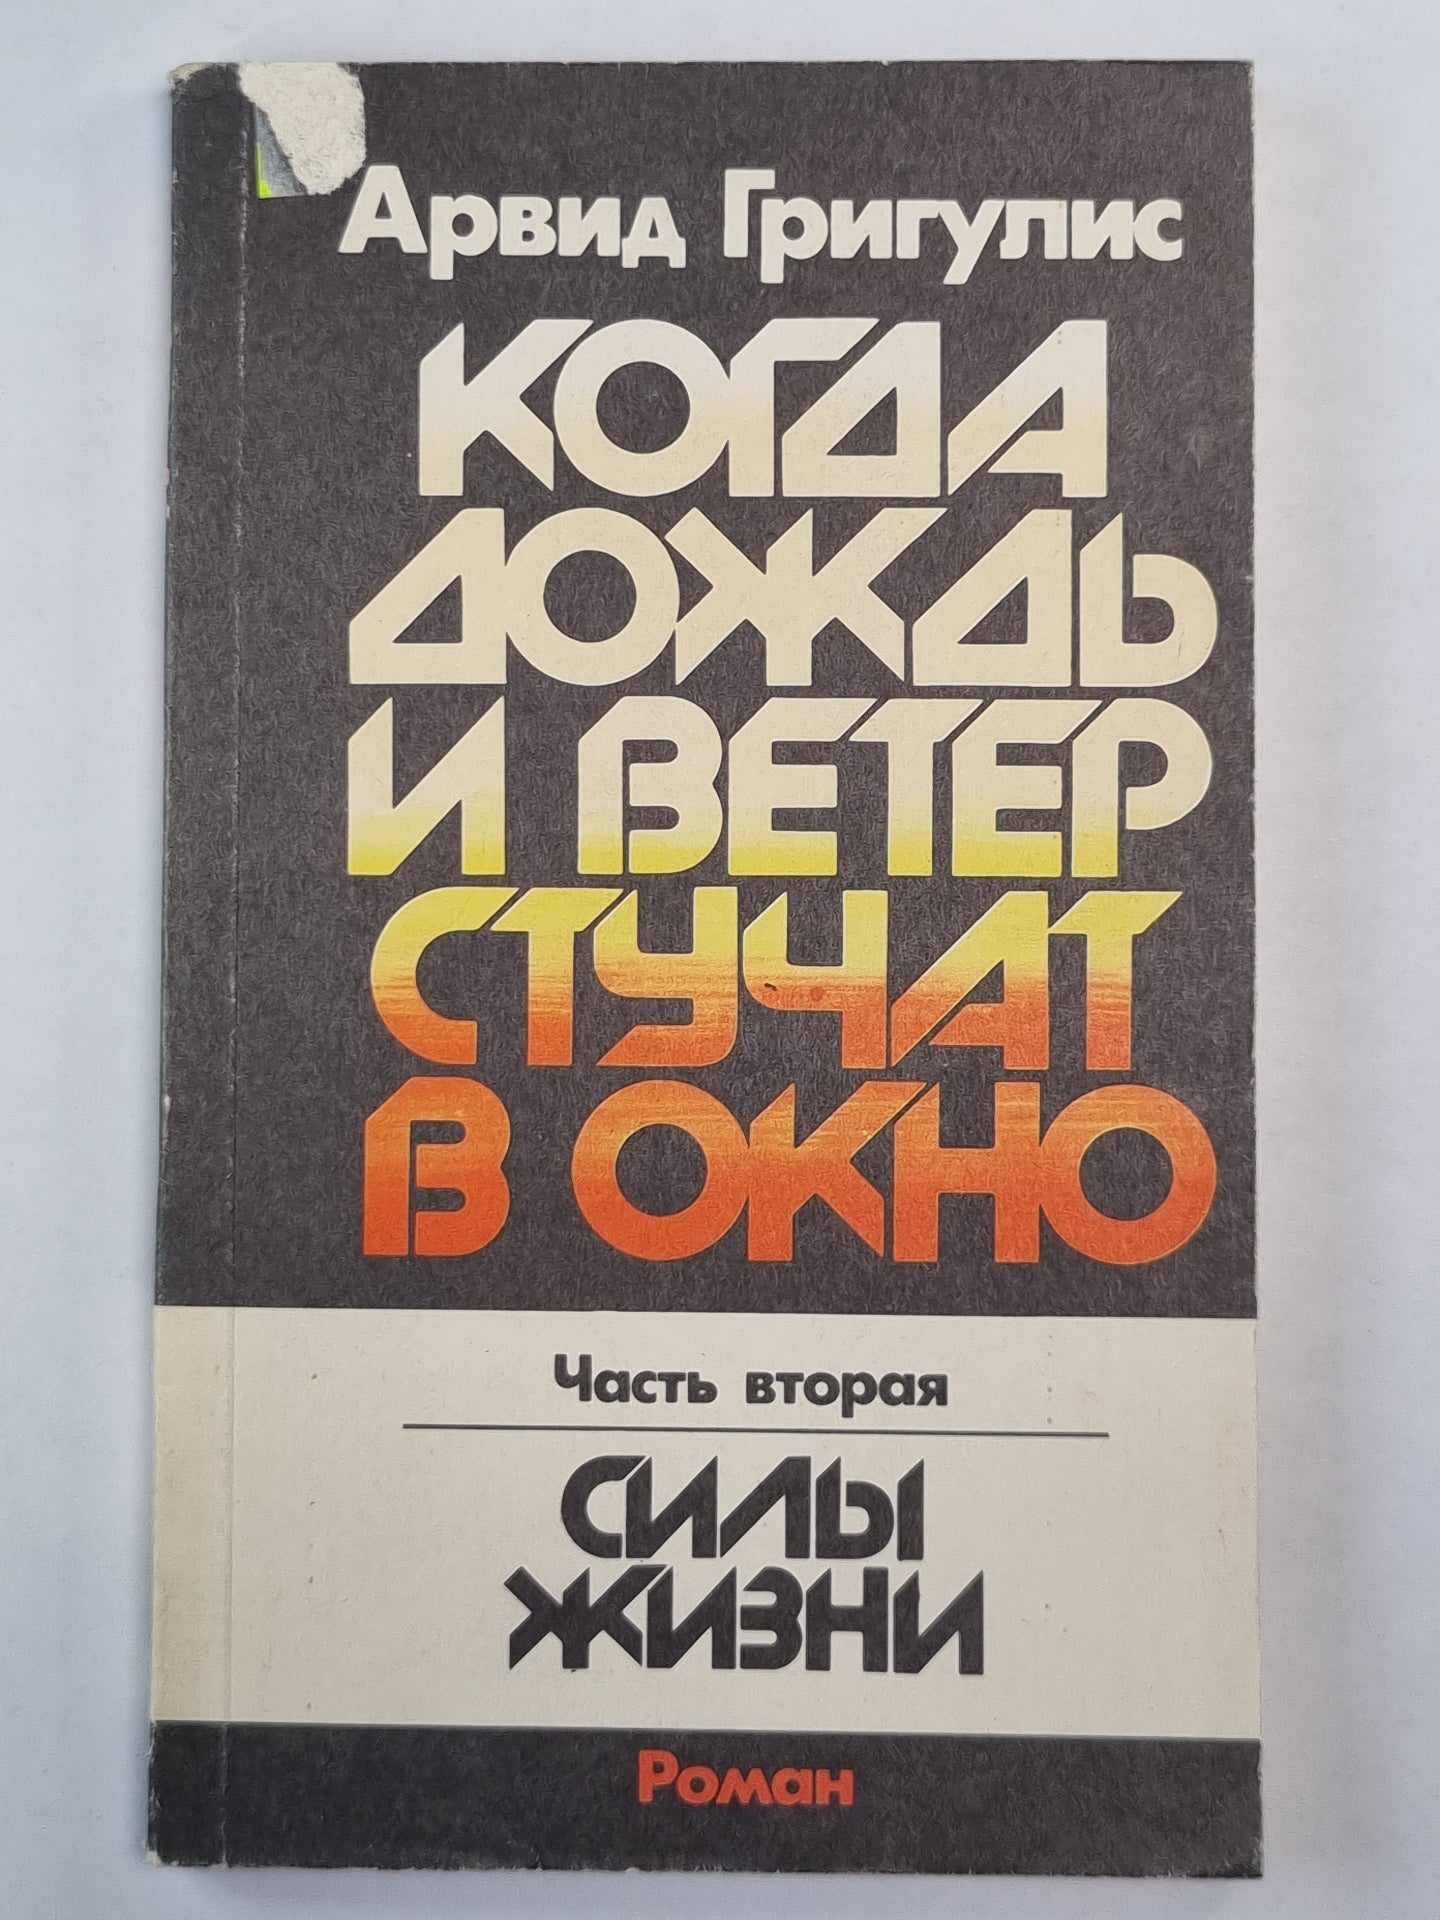 Арвид Григулис
КОГДА
ДОЖДЬ
И ВЕТЕР
СТУЧАТ
В ОКНО
Часть вторая
СИЛЫ
ЖИЗНИ
Роман